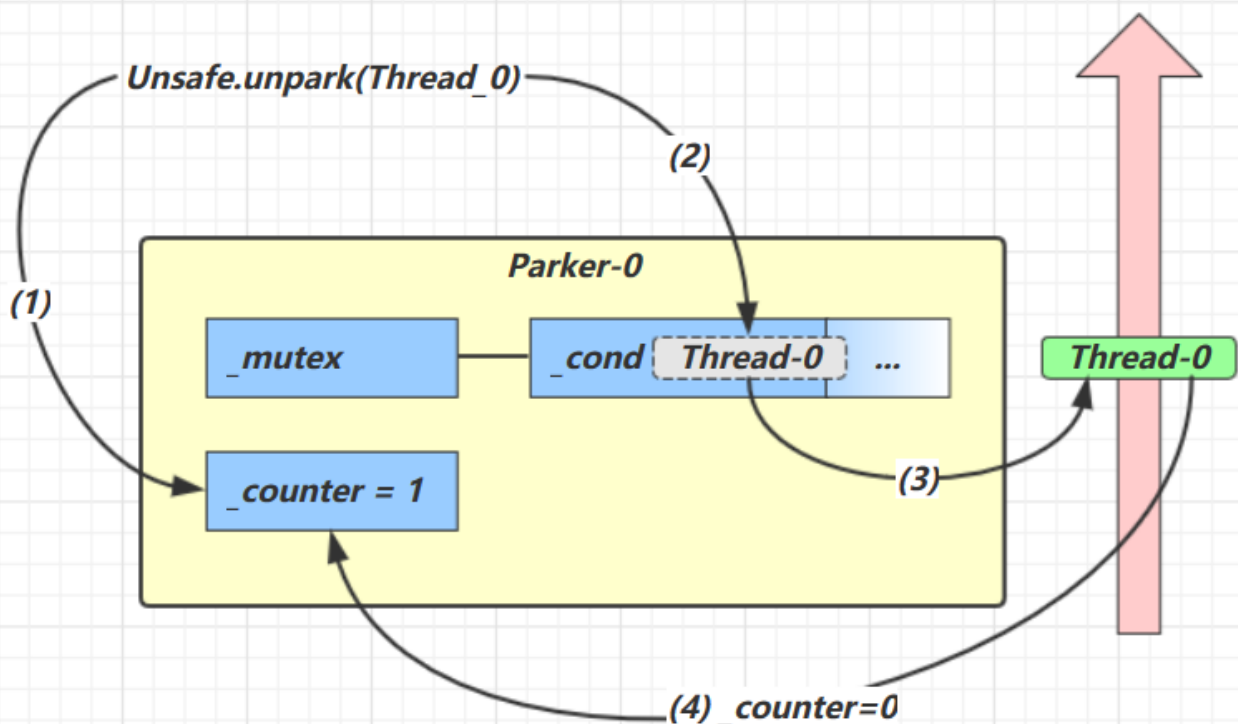 Unsafe.unpark(Thread_0)
(2)
Parker-0
(1)
_mutex
_cond
Thread-0
...
Thread-0
(3)
_counter = 1
(4) _counter=0